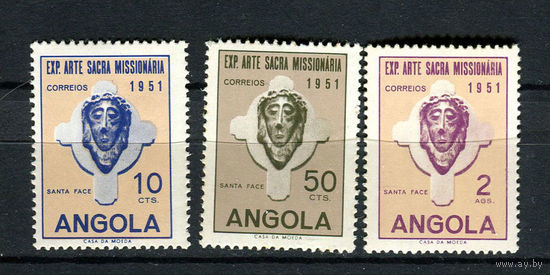 EXP. ARTE SACRA MISSIONÁRIA
CORREIOS 1951
SANTA FACE
10
CTS.
ANGOLA
CASA DA MOEDA
EXP. ARTE SACRA MISSIONÁRIA
CORREIOS 1951
SANTA FACE
50
CTS.
ANGOLA
CASA DA MOEDA
EXP. ARTE SACRA MISSIONÁRIA
CORREIOS 1951
SANTA FACE
2
AGS.
ANGOLA
CASA DA MOEDA
© www.ay.by